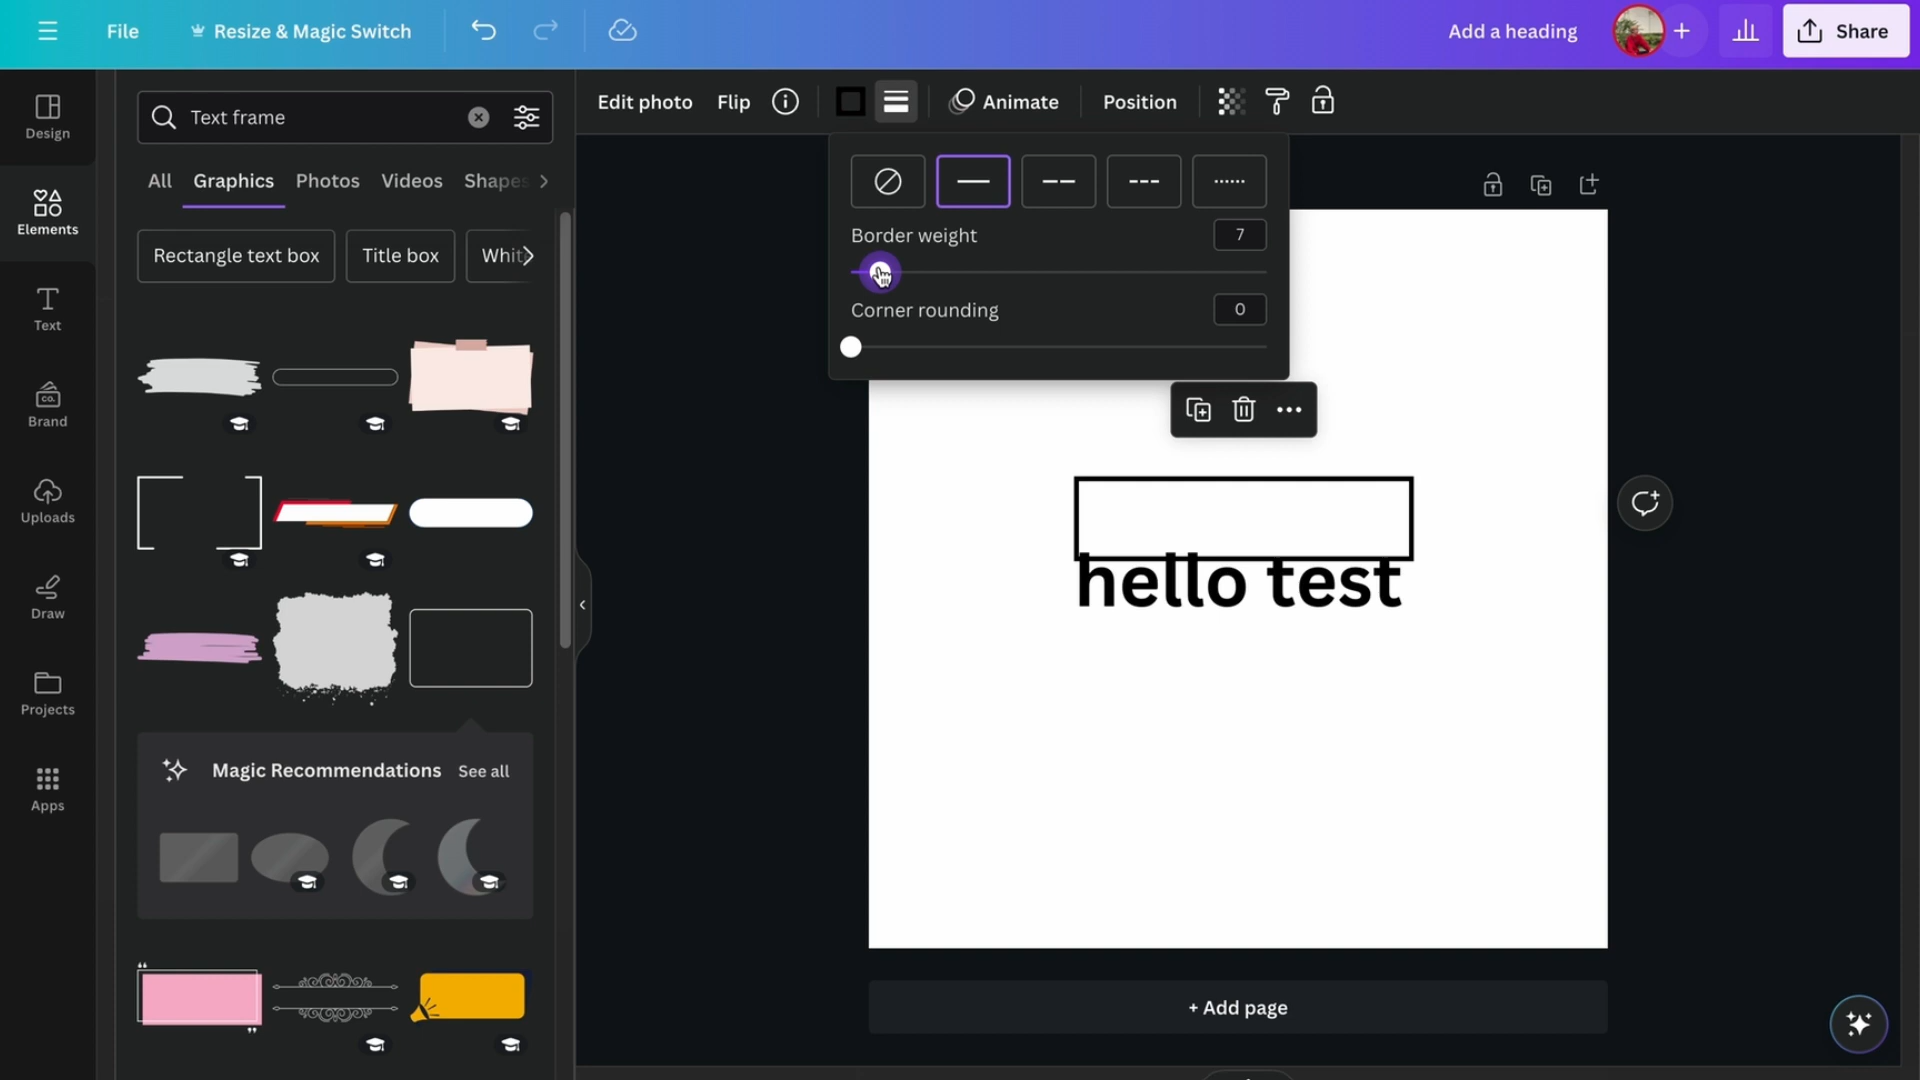 File
Resize & Magic Switch
Add a heading
Share
Design
Elements
Text
Brand
co.
Uploads
Draw
Projects
Apps
Text frame
All
Graphics
Photos
Videos
Shapes
Rectangle text box
Title box
Whit
Magic Recommendations
See all
Edit photo
Flip
Animate
Position
Border weight
7
Corner rounding
0
hello test
+ Add page